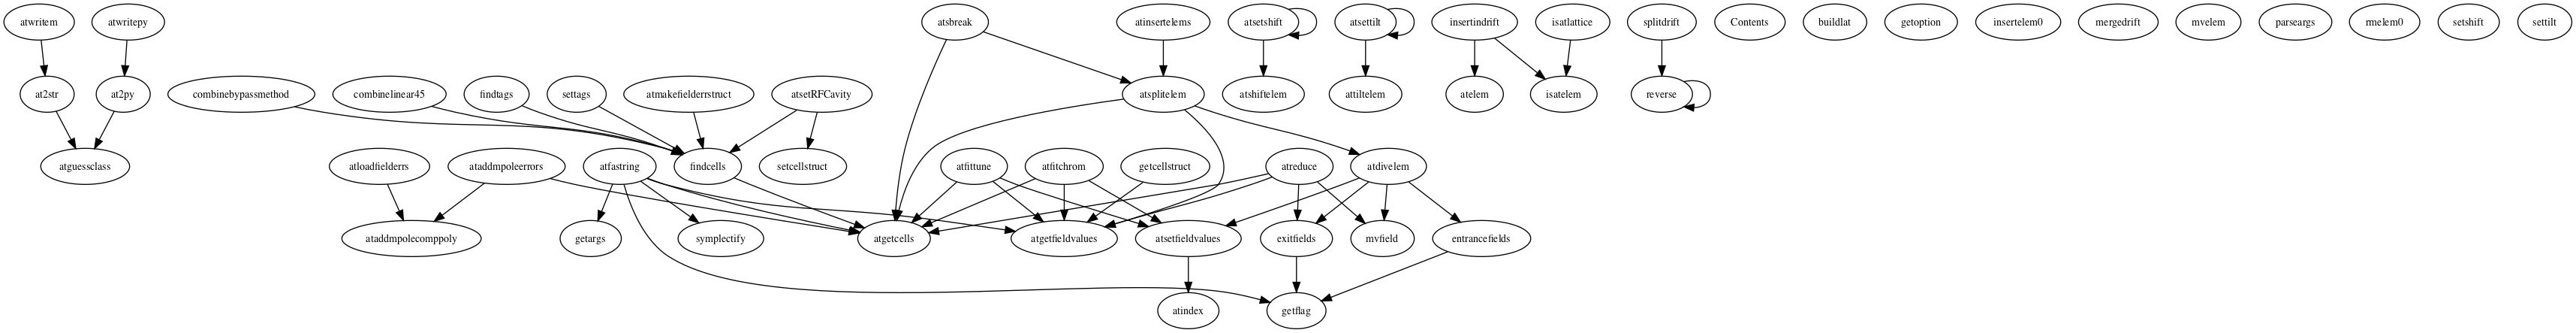 atwritem
atwritepy
atsbreak
atinsertelems
atsetshift
atsettilt
insertindrift
isatlattice
splitdrift
Contents
buildlat
getoption
insertelem0
mergedrift
mvelem
parseargs
rmelem0
setshift
settilt
at2str
at2py
combinebypassmethod
combinelinear45
findtags
settags
atmakefielderrstruct
atsetRFCavity
atsplitelem
atshiftelem
attiltelem
atelem
isatelem
reverse
atguessclass
atloadfielderrs
ataddmpoleerrors
atfastring
findcells
setcellstruct
atfittune
atfitchrom
getcellstruct
atreduce
atdivelem
ataddmpolecomppoly
getargs
symplectify
atgetcells
atgetfieldvalues
atsetfieldvalues
exitfields
mvfield
entrancefields
atindex
getflag